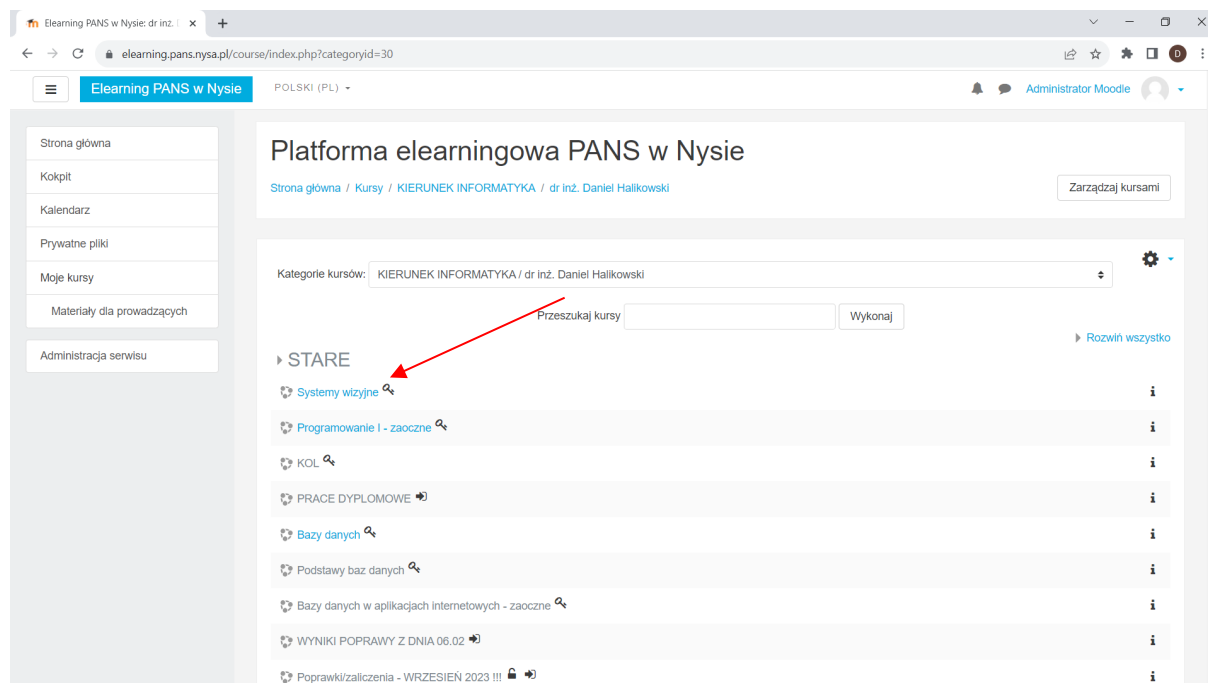 Elearning PANS w Nysie: dr inż.
elearning.pans.nysa.pl/course/index.php?categoryid=30
D
Elearning PANS w Nysie
POLSKI (PL)
Administrator Moodle
Strona główna
Kokpit
Kalendarz
Prywatne pliki
Moje kursy
Materiały dla prowadzących
Administracja serwisu
Platforma elearningowa PANS w Nysie
Strona główna / Kursy / KIERUNEK INFORMATYKA / dr inż. Daniel Halikowski
Zarządzaj kursami
Kategorie kursów: KIERUNEK INFORMATYKA / dr inż. Daniel Halikowski
Przeszukaj kursy Wykonaj
Rozwiń wszystko
STARE
Systemy wizyjne
Programowanie I - zaoczne
KOL
PRACE DYPLOMOWE
Bazy danych
Podstawy baz danych
Bazy danych w aplikacjach internetowych - zaoczne
WYNIKI POPRAWY Z DNIA 06.02
Poprawki/zaliczenia - WRZESIEŃ 2023 !!!